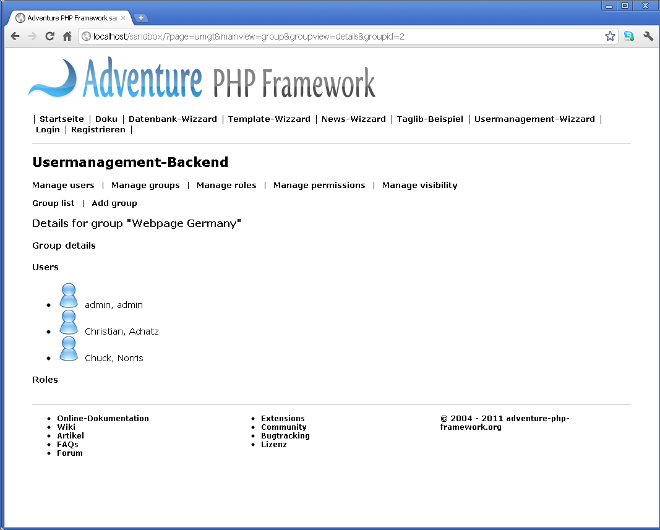 Adventure PHP Framework san
localhost/sandbox/?page=umgt&mainview=group&groupview=details&groupid=2
Adventure PHP Framework
| Startseite | Doku | Datenbank-Wizzard | Template-Wizzard | News-Wizzard | Taglib-Beispiel | Usermanagement-Wizzard |
Login | Registrieren |
Usermanagement-Backend
Manage users | Manage groups | Manage roles | Manage permissions | Manage visibility
Group list | Add group
Details for group "Webpage Germany"
Group details
Users
admin, admin
Christian, Achatz
Chuck, Norris
Roles
Online-Dokumentation
Wiki
Artikel
FAQs
Forum
Extensions
Community
Bugtracking
Lizenz
© 2004 - 2011 adventure-php-
framework.org